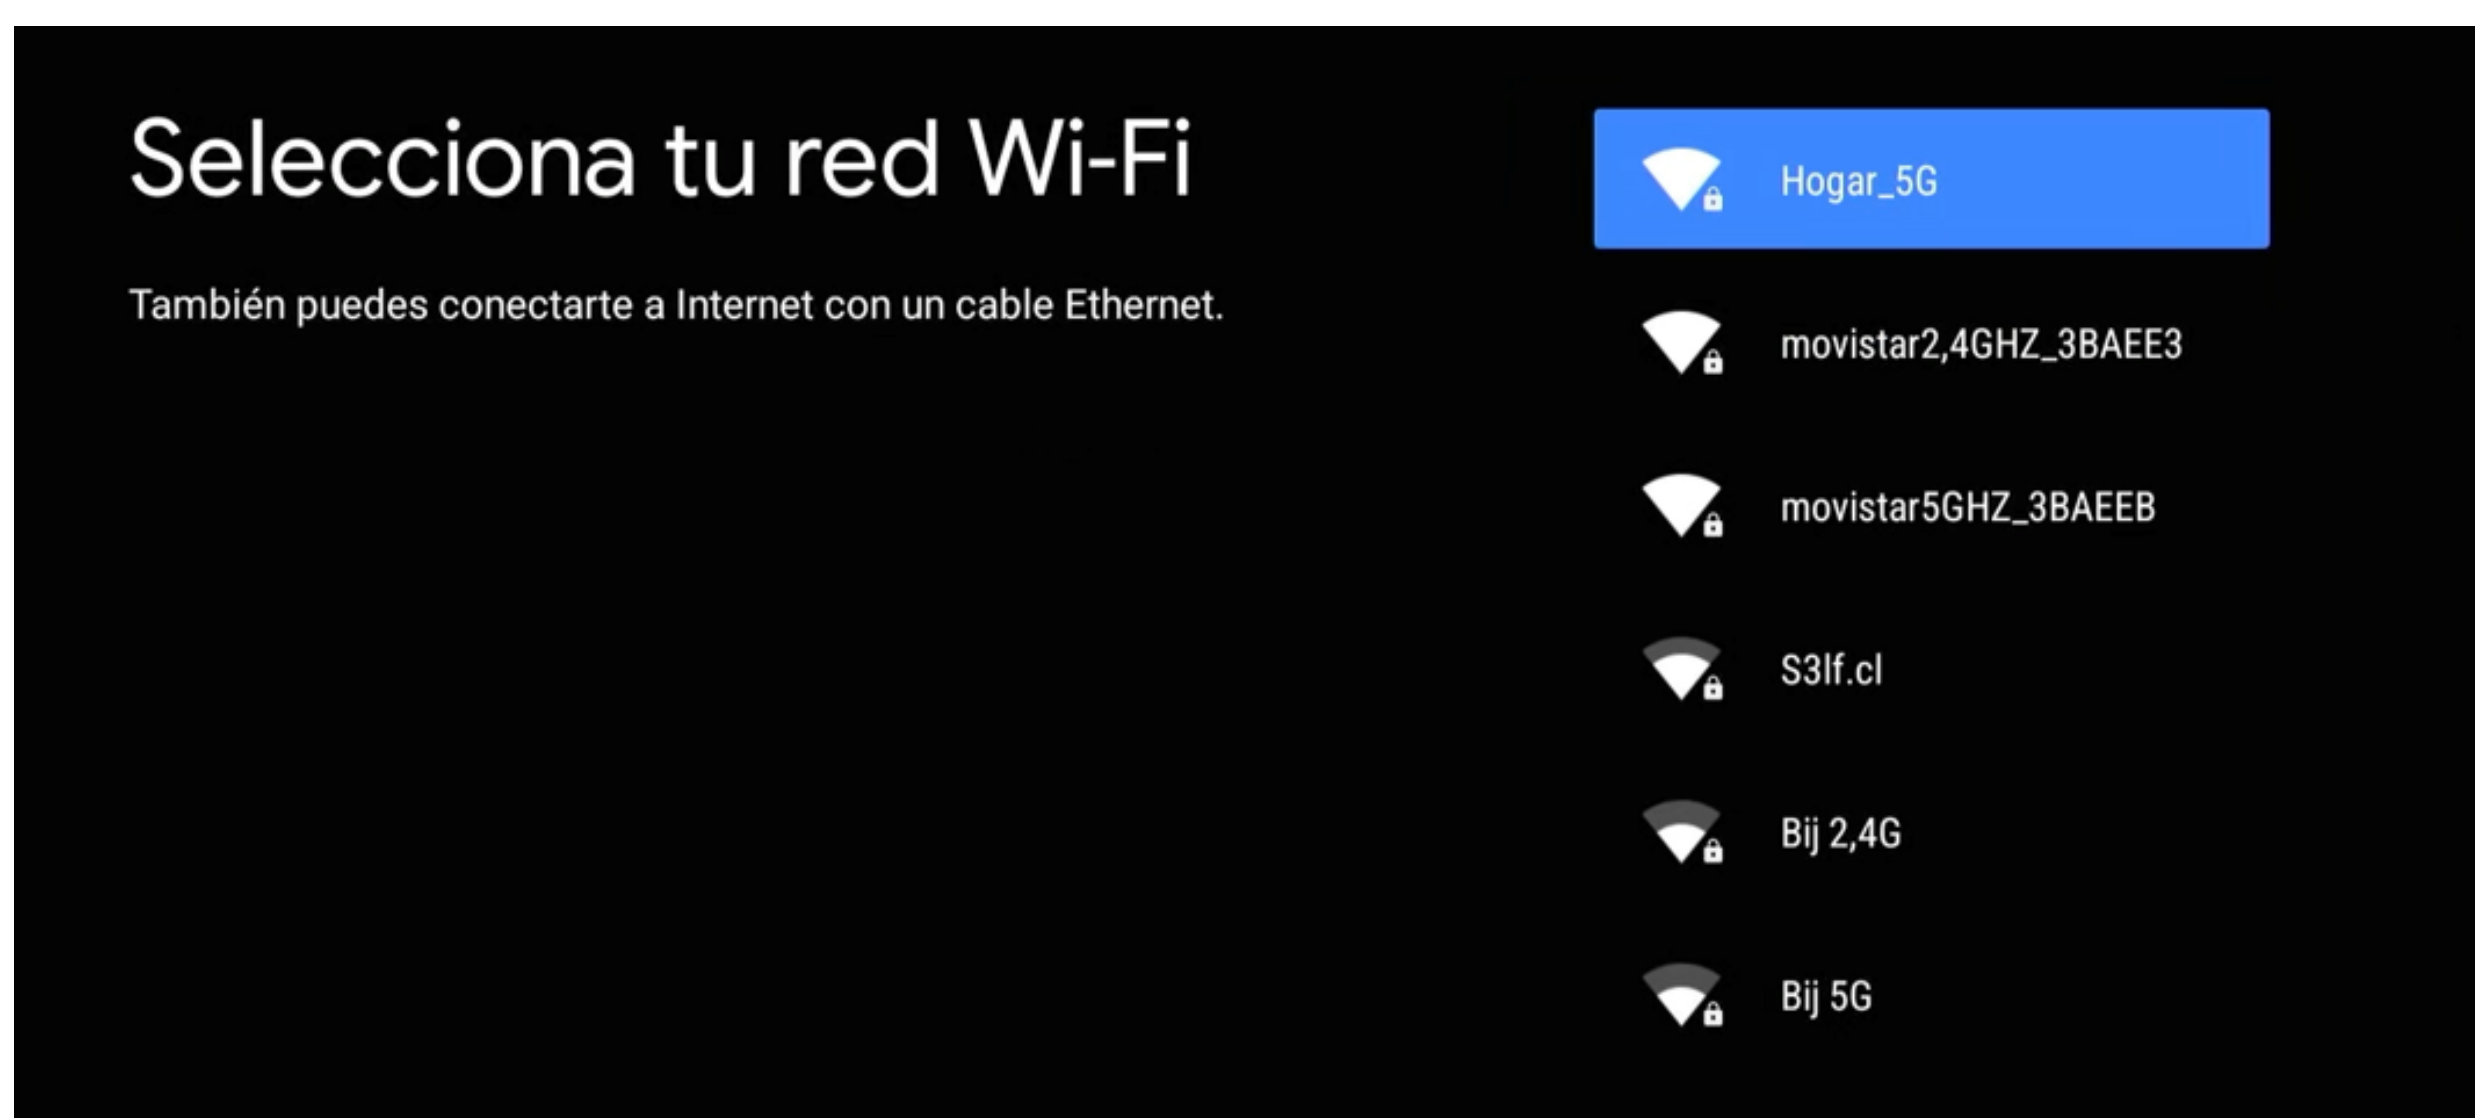 Selecciona tu red Wi-Fi
También puedes conectarte a Internet con un cable Ethernet.
Hogar_5G
movistar2,4GHZ_3BAEE3
movistar5GHZ_3BAEEB
S3lf.cl
Bij 2,4G
Bij 5G